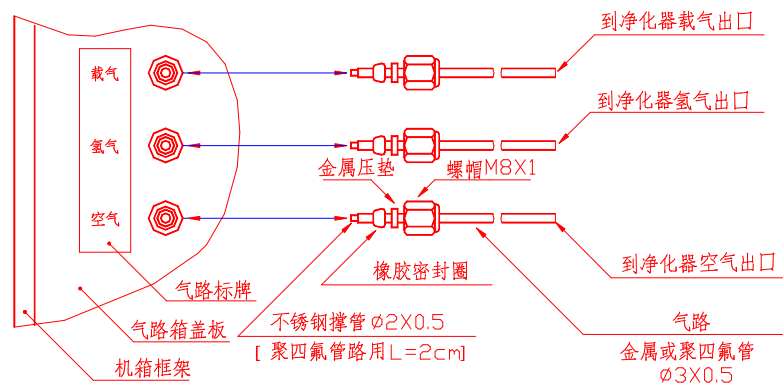 到净化器载气出口
载气
到净化器氢气出口
氢气
金属压垫
螺帽M8X1
空气
橡胶密封圈
到净化器空气出口
气路标牌
气路箱盖板
不锈钢撑管Ø2X0.5
[ 聚四氟管路用L=2cm]
气路
金属或聚四氟管
Ø3X0.5
机箱框架